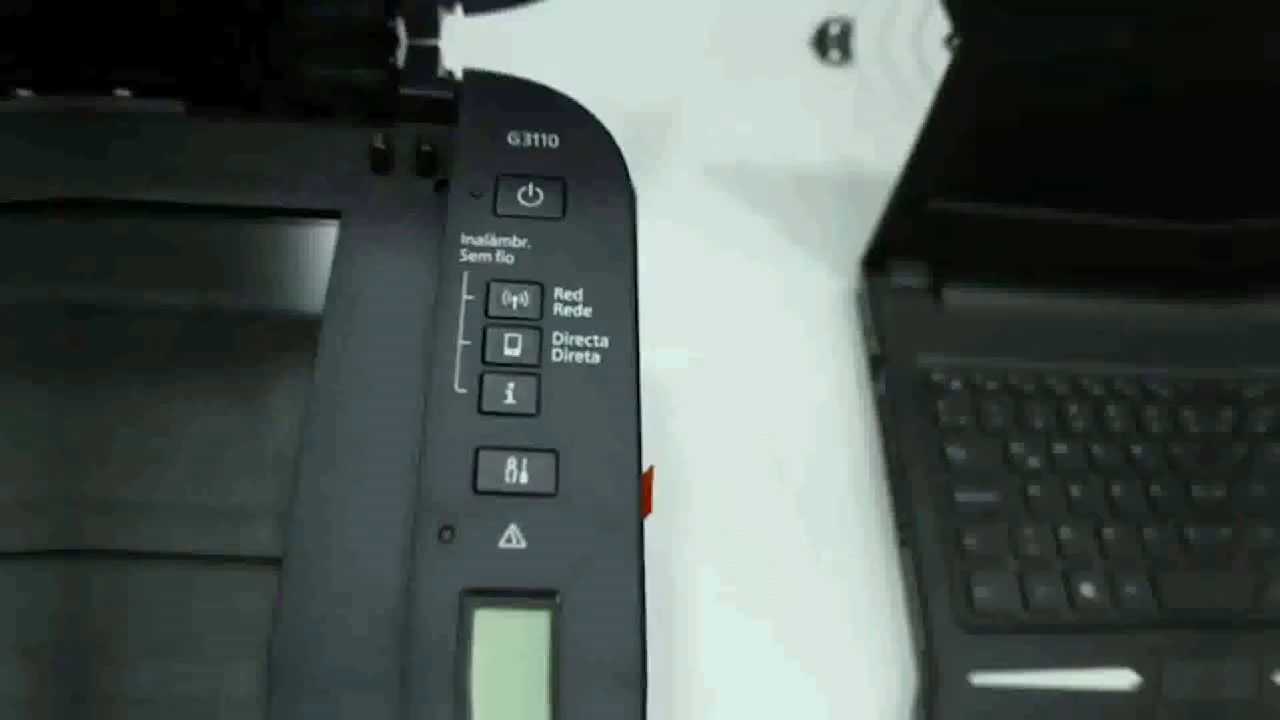 G3110
Inalámbr.
Sem fio
Red
Rede
Directa
Direta